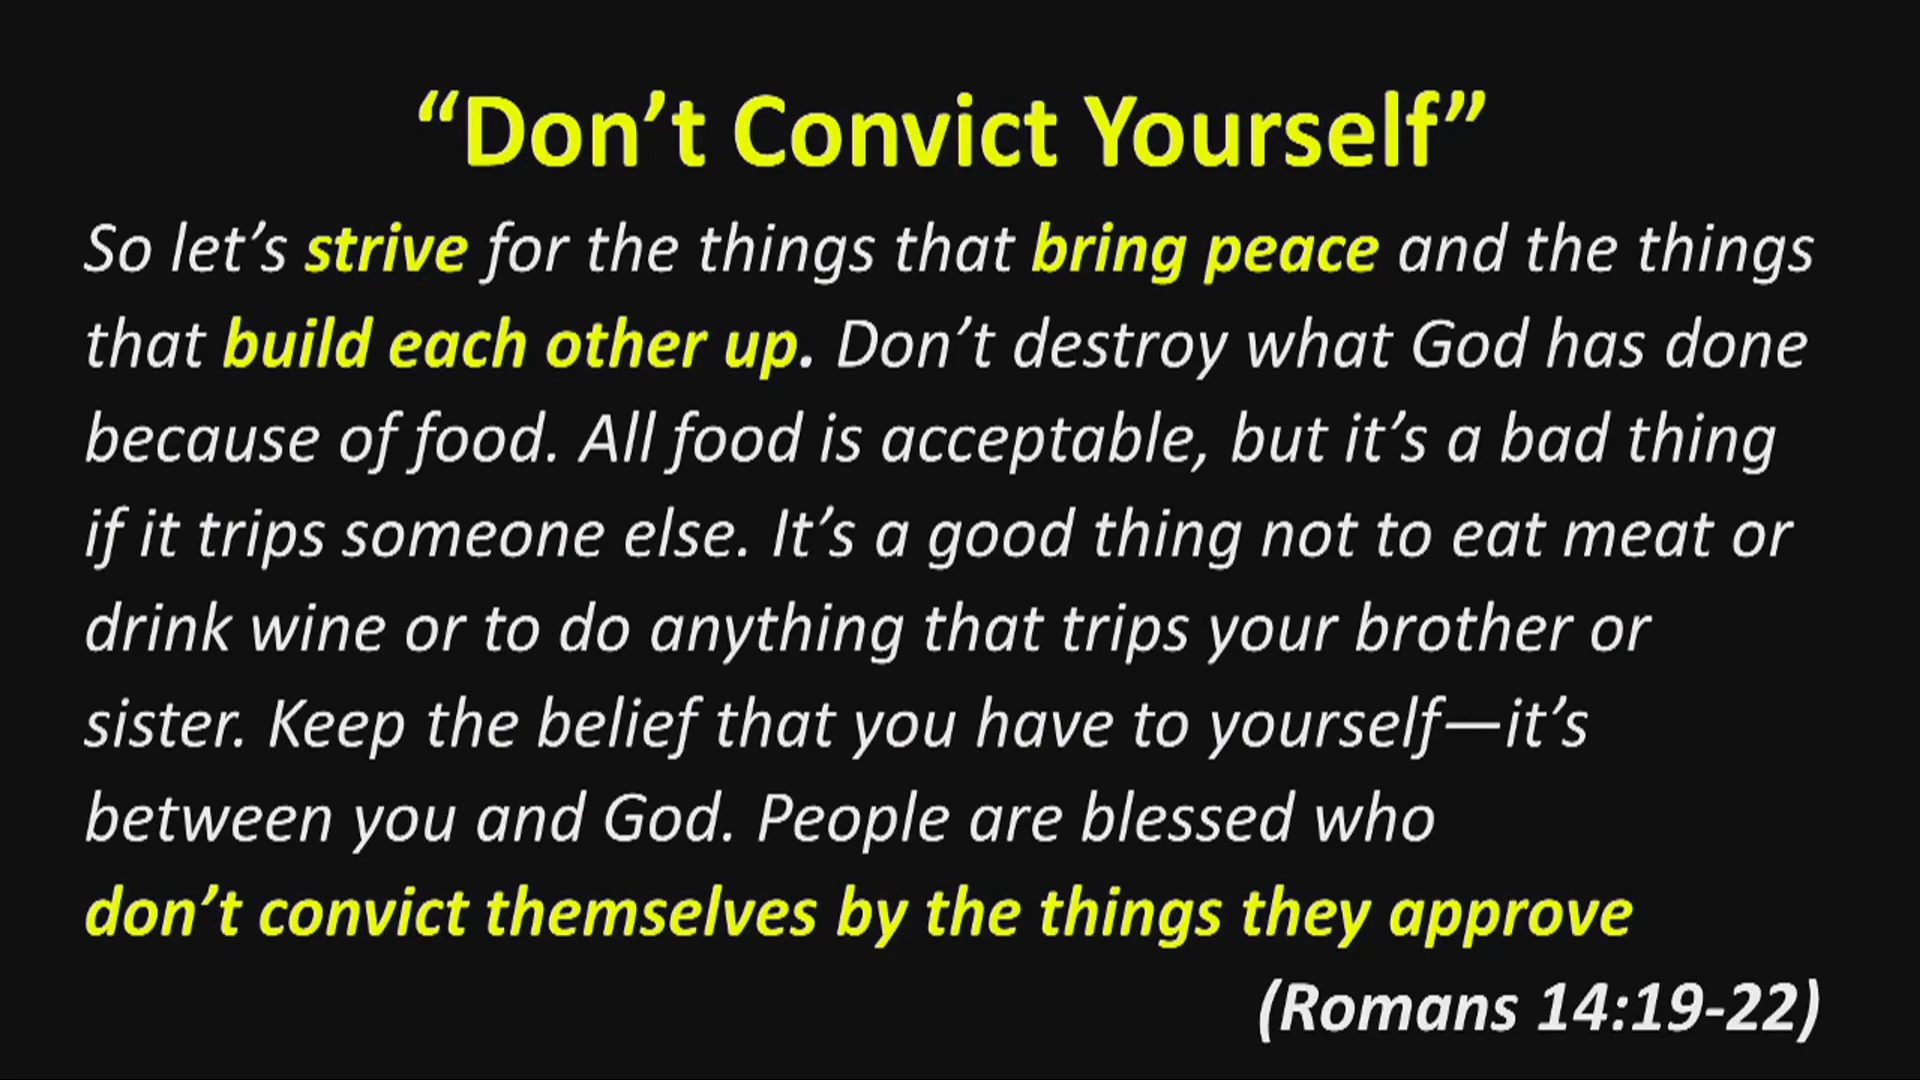 “Don’t Convict Yourself”
So let’s strive for the things that bring peace and the things
that build each other up. Don’t destroy what God has done
because of food. All food is acceptable, but it’s a bad thing
if it trips someone else. It’s a good thing not to eat meat or
drink wine or to do anything that trips your brother or
sister. Keep the belief that you have to yourself—it’s
between you and God. People are blessed who
don’t convict themselves by the things they approve
(Romans 14:19-22)